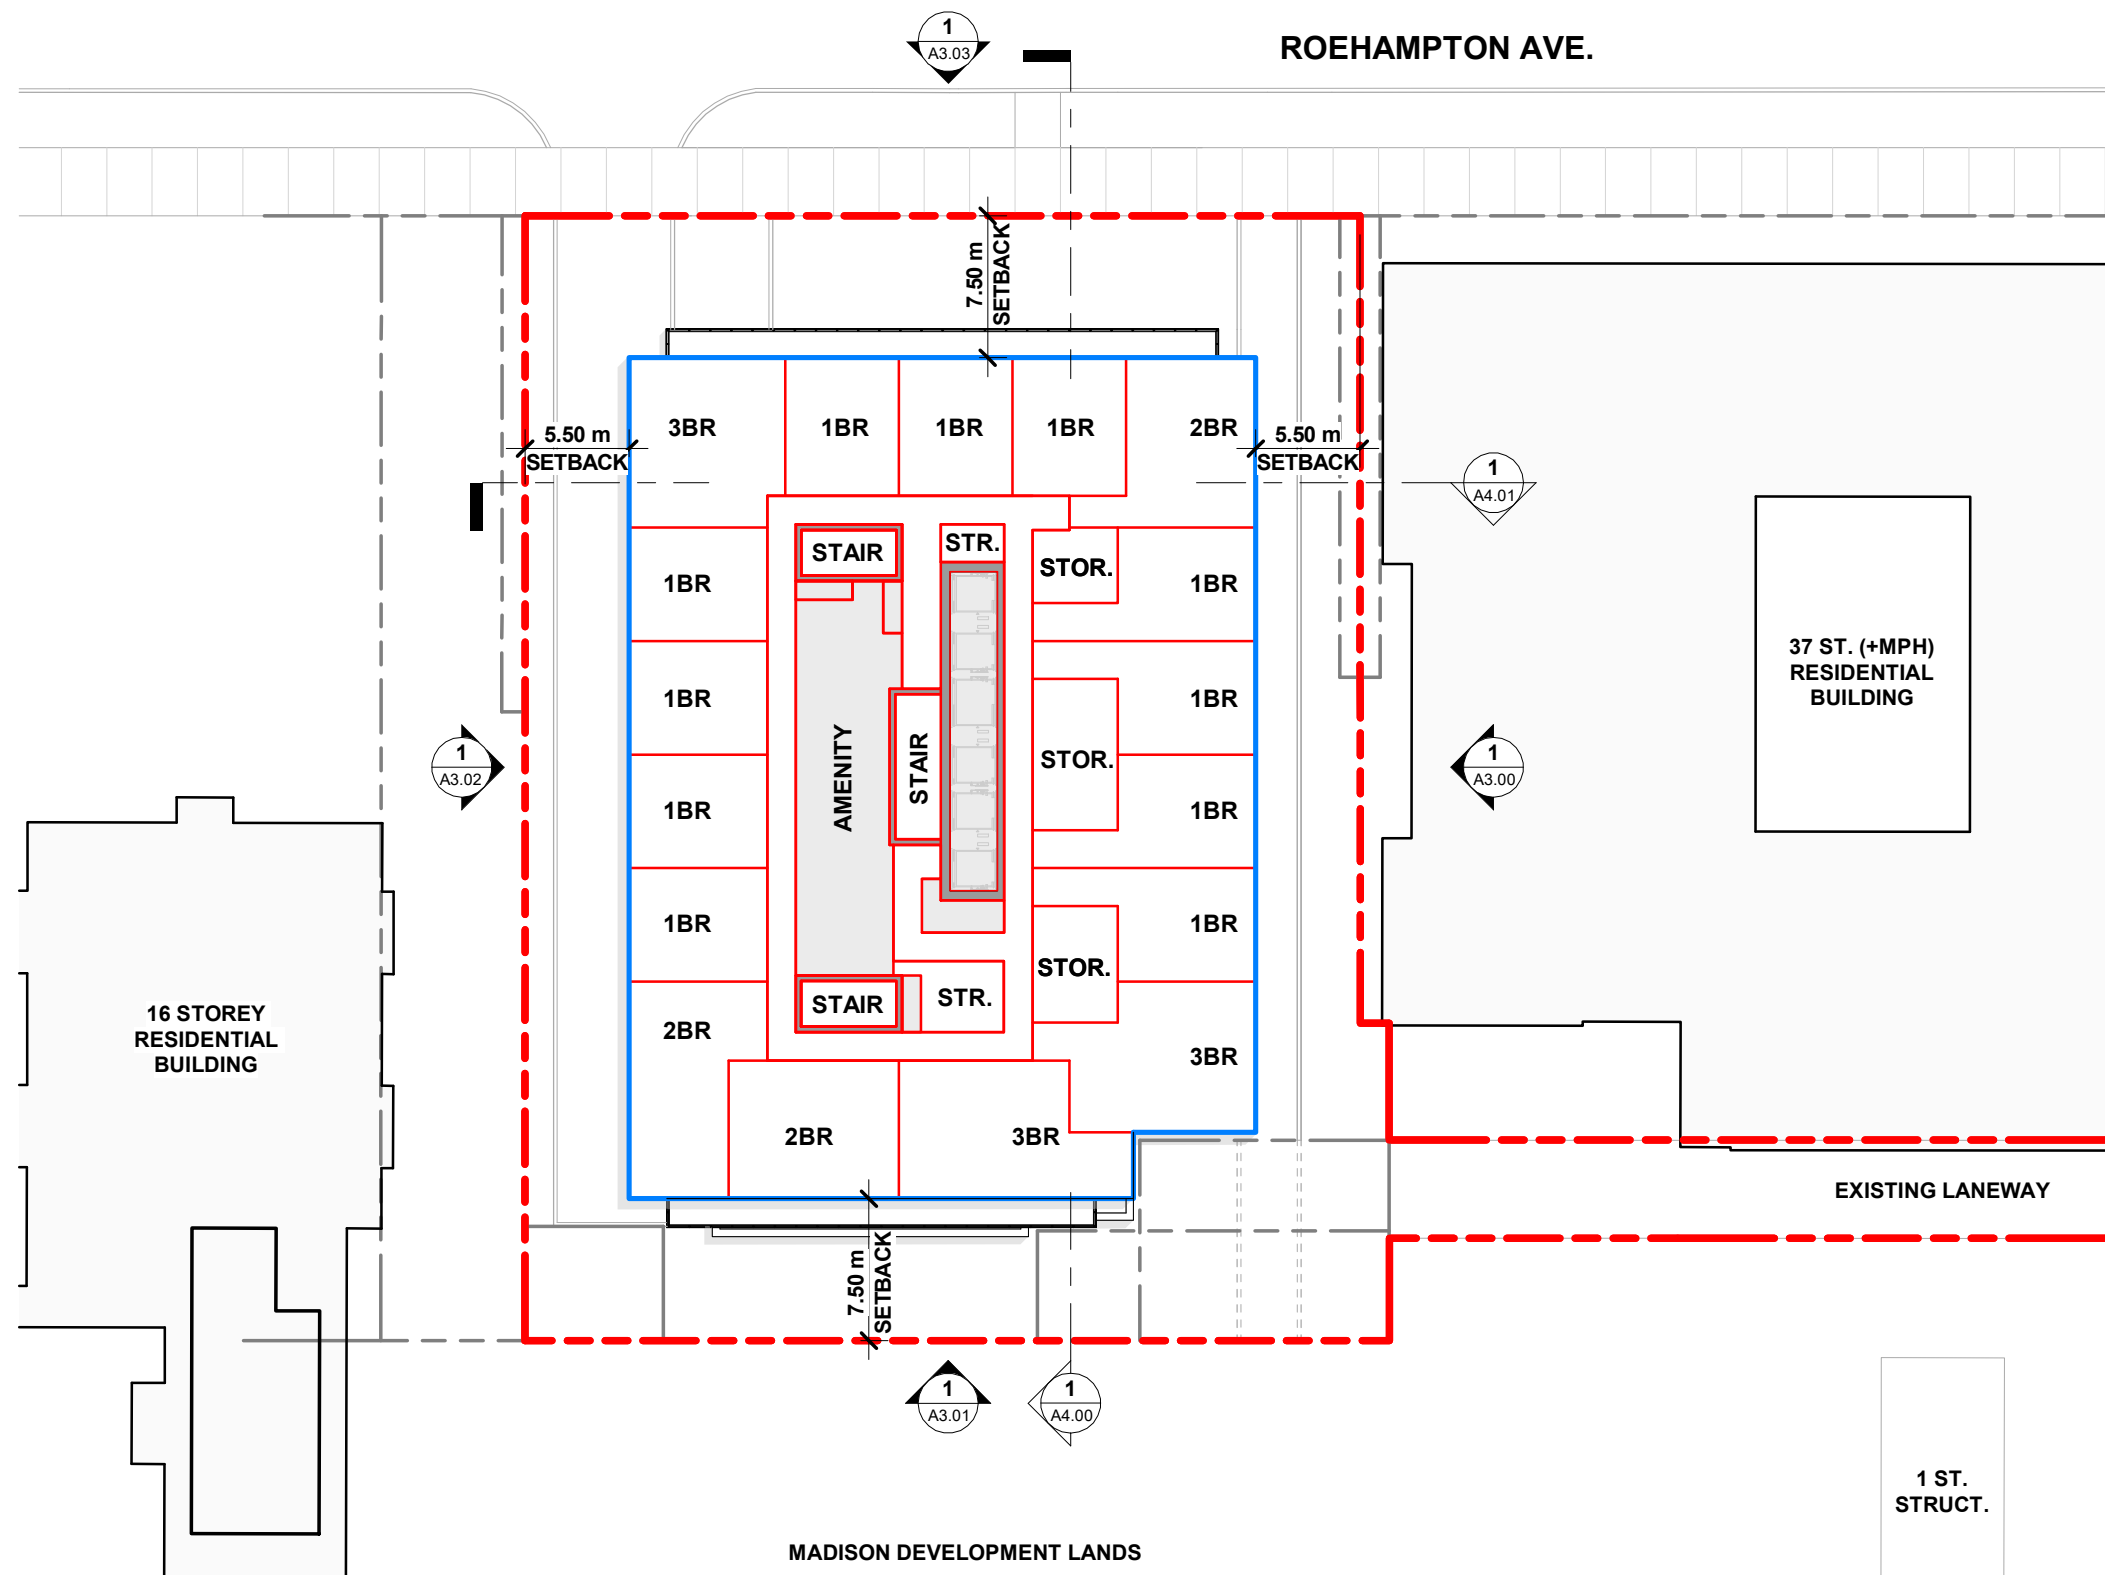 1
A3.03
ROEHAMPTON AVE.
7.50 m
SETBACK
3BR
1BR
1BR
1BR
2BR
5.50 m
SETBACK
5.50 m
SETBACK
1
A4.01
STAIR
STR.
STOR.
1BR
1BR
37 ST. (+MPH)
RESIDENTIAL
BUILDING
1BR
1BR
1
A3.02
AMENITY
STAIR
STOR.
1
A3.00
1BR
1BR
1BR
1BR
STOR.
STAIR
STR.
16 STOREY
RESIDENTIAL
BUILDING
2BR
3BR
2BR
3BR
EXISTING LANEWAY
7.50 m
SETBACK
1
A3.01
1
A4.00
1 ST.
STRUCT.
MADISON DEVELOPMENT LANDS